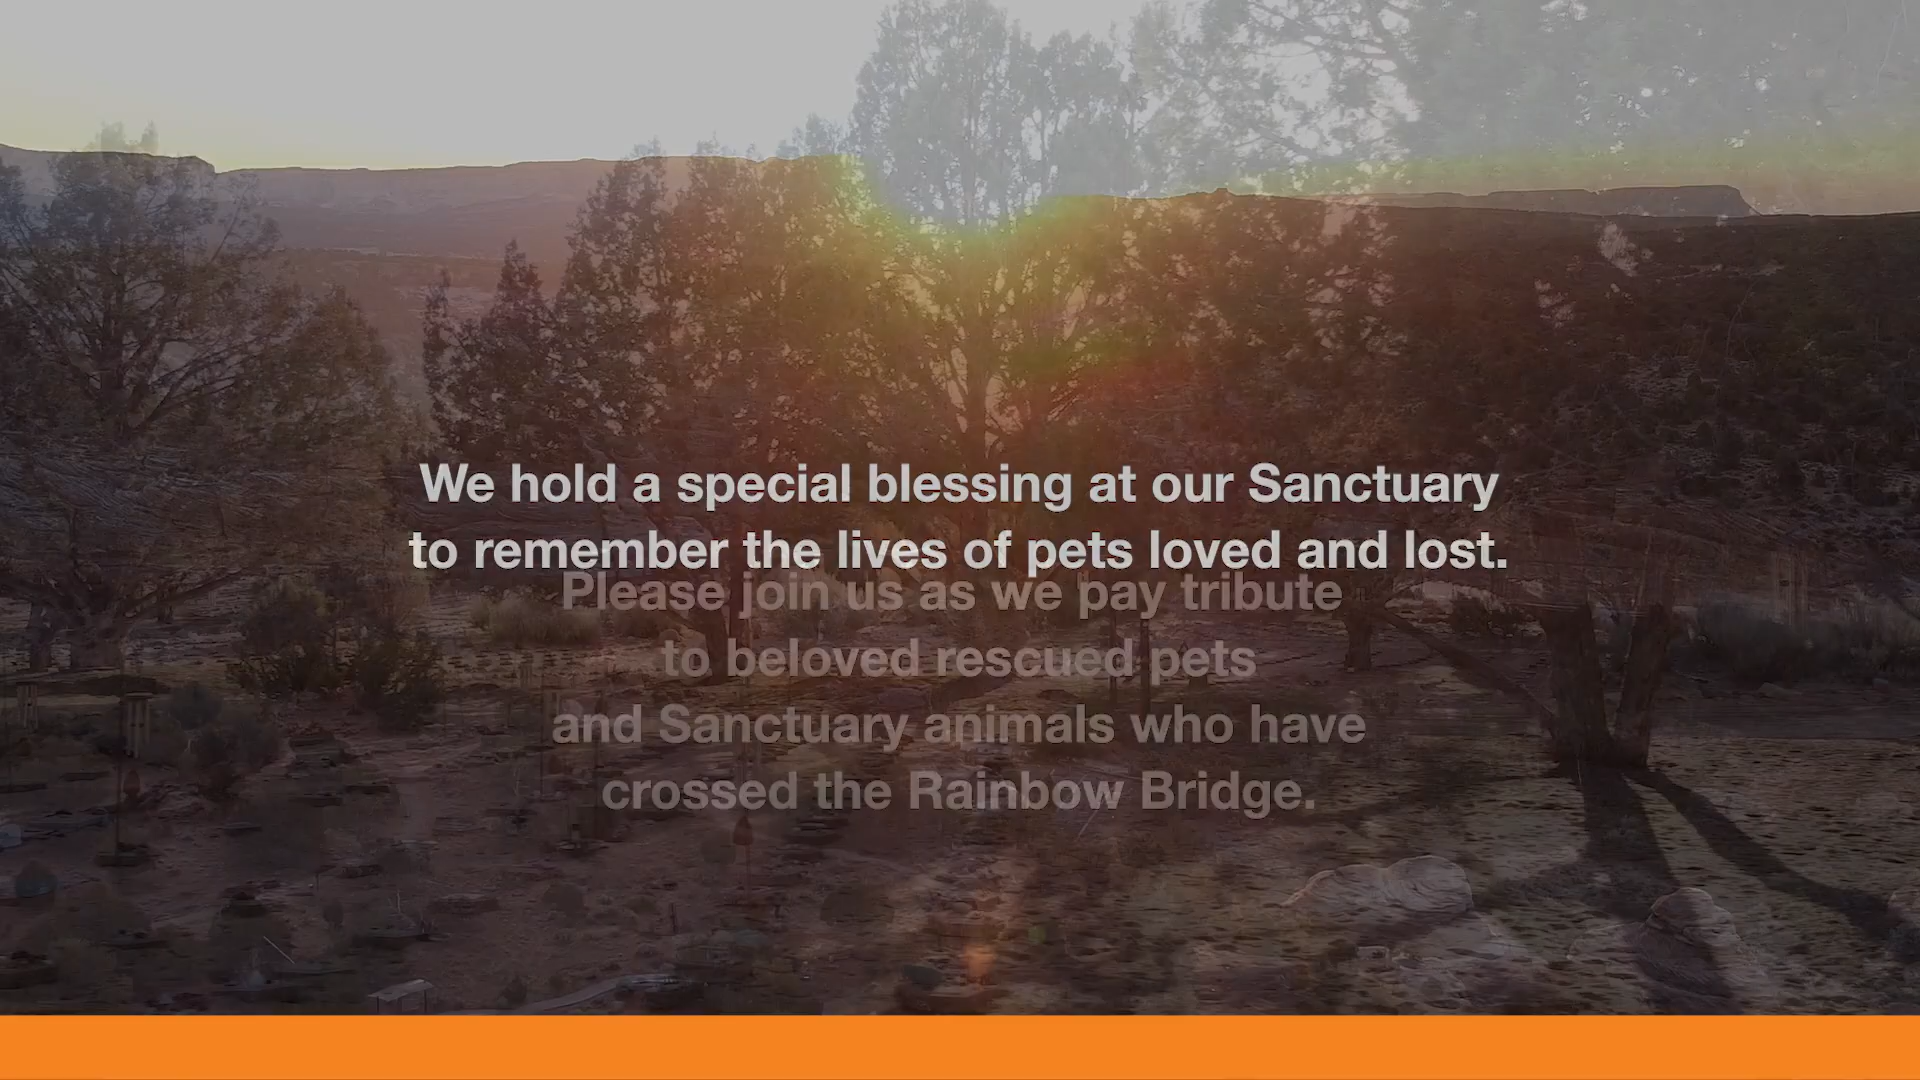 We hold a special blessing at our Sanctuary
to remember the lives of pets loved and lost.
Please join us as we pay tribute
to beloved rescued pets
and Sanctuary animals who have
crossed the Rainbow Bridge.